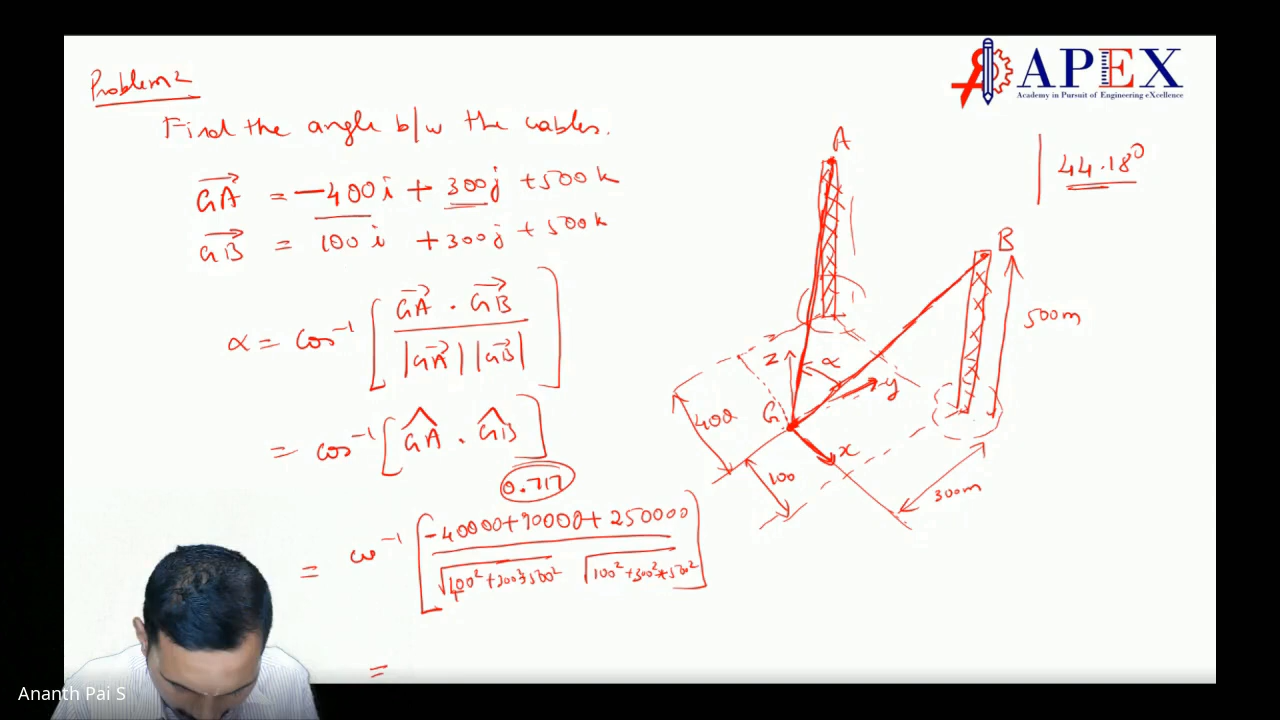 Problem 2
APEX
Academy in Pursuit of Engineering eXcellence
Find the angle b/w the cables.
GA = -400i + 300j + 500k
GB = 100i + 300j + 500k
44.18°
α = cos⁻¹ [ GA . GB / |GA| |GB| ]
= cos⁻¹ [ GA . GB ]
0.717
= cos⁻¹ [ -40000+90000+250000 / √400²+300²+500² √100²+300²+500² ]
=
A
B
500m
Z
α
y
G
x
400
100
300m
Ananth Pai S